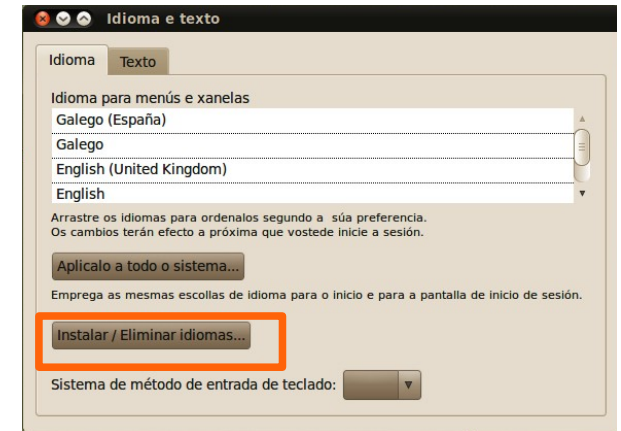 Idioma e texto
Idioma
Texto
Idioma para menús e xanelas
Galego (España)
Galego
English (United Kingdom)
English
Arrastre os idiomas para ordenalos segundo a súa preferencia.
Os cambios terán efecto a próxima que vostede inicie a sesión.
Aplicalo a todo o sistema...
Emprega as mesmas escollas de idioma para o inicio e para a pantalla de inicio de sesión.
Instalar / Eliminar idiomas...
Sistema de método de entrada de teclado: